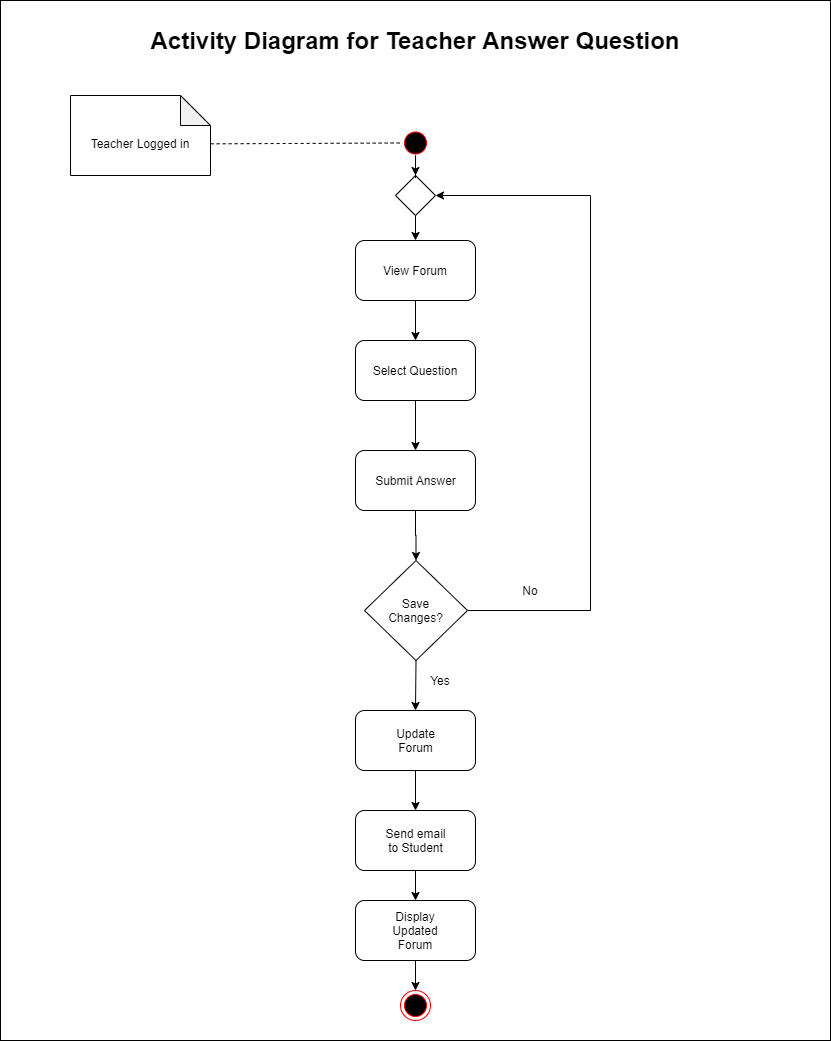 Activity Diagram for Teacher Answer Question
Teacher Logged in
View Forum
Select Question
Submit Answer
Save
Changes?
No
Yes
Update
Forum
Send email
to Student
Display
Updated
Forum